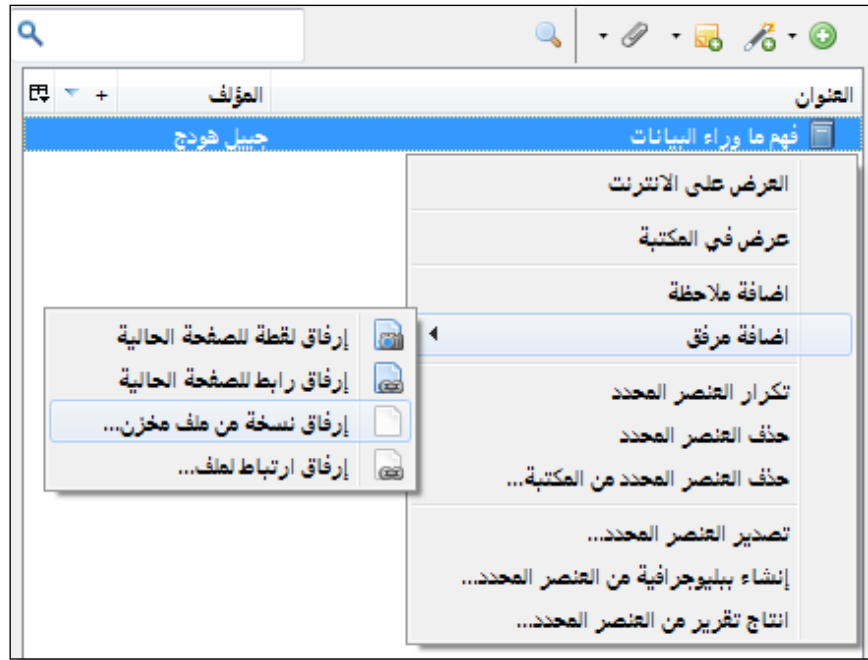 العنوان
المؤلف
+
فهم ما وراء البيانات
جييل هودج
العرض على الانترنت
عرض في المكتبة
اضافة ملاحظة
اضافة مرفق
تكرار العنصر المحدد
حذف العنصر المحدد
حذف العنصر المحدد من المكتبة...
تصدير العنصر المحدد...
إنشاء ببليوجرافية من العنصر المحدد...
انتاج تقرير من العنصر المحدد...
إرفاق لقطة للصفحة الحالية
إرفاق رابط للصفحة الحالية
إرفاق نسخة من ملف مخزن...
إرفاق ارتباط لملف...